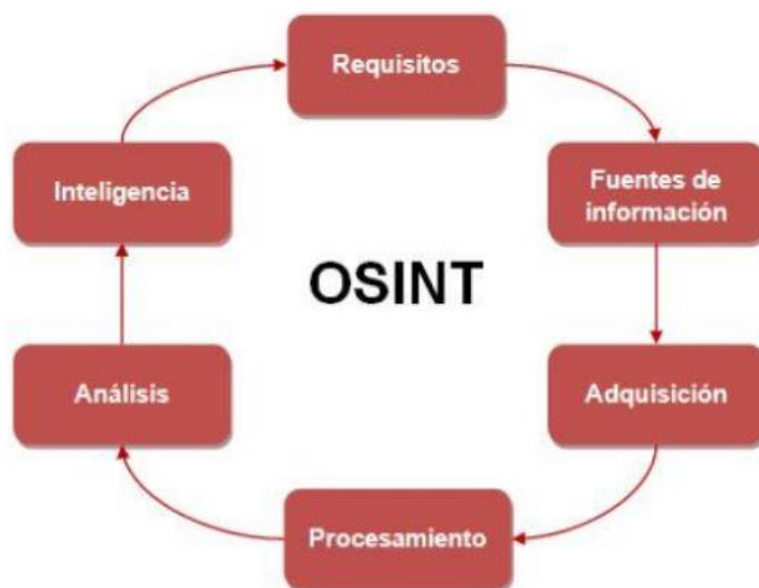 Requisitos
Fuentes de
información
Adquisición
Procesamiento
Análisis
Inteligencia
OSINT